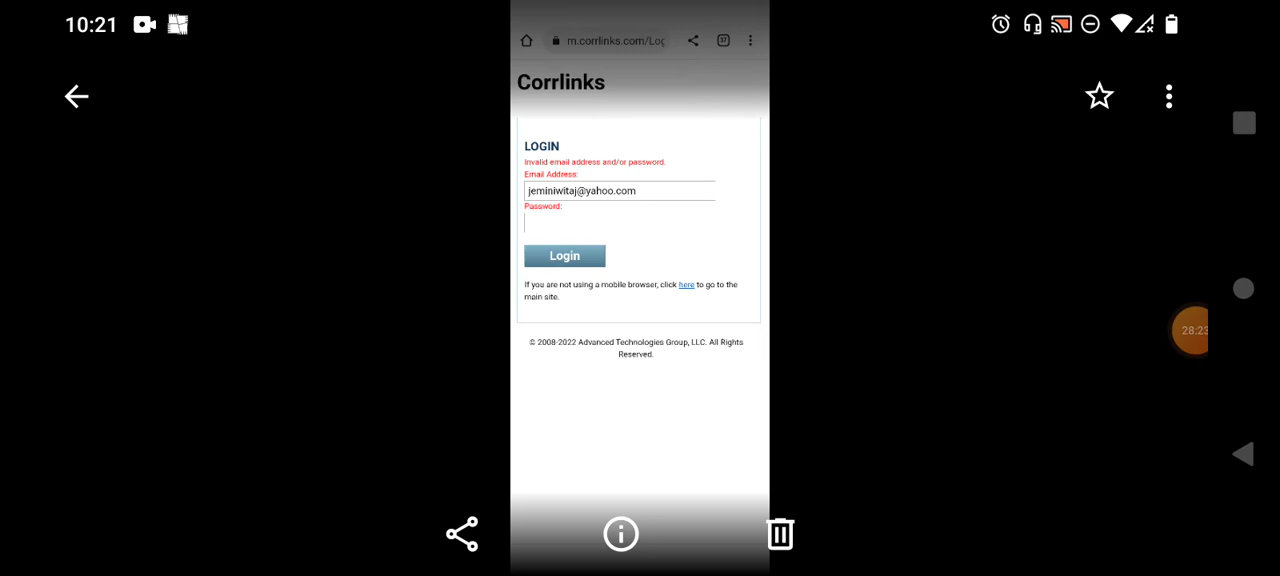 10:21
m.corrlinks.com/Log
37
Corrlinks
LOGIN
Invalid email address and/or password.
Email Address:
jeminiwitaj@yahoo.com
Password:
Login
If you are not using a mobile browser, click here to go to the
main site.
28:23
© 2008-2022 Advanced Technologies Group, LLC. All Rights
Reserved.